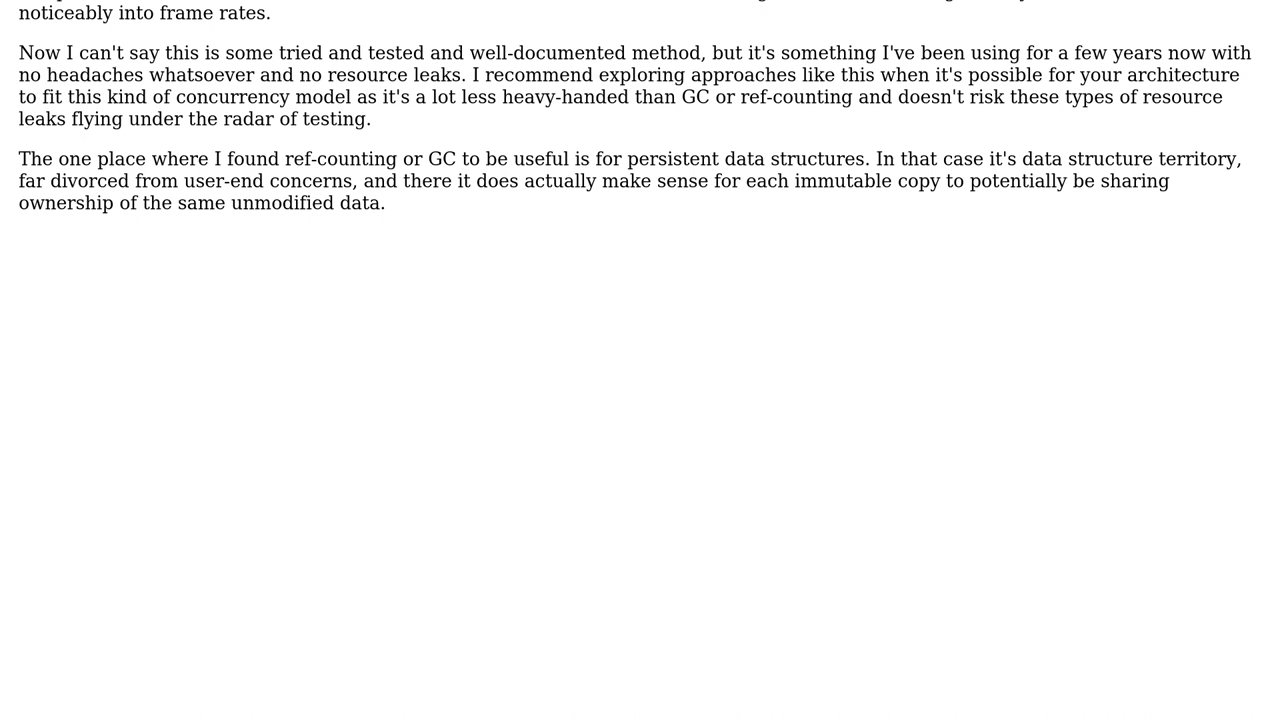 noticeably into frame rates.
Now I can't say this is some tried and tested and well-documented method, but it's something I've been using for a few years now with
no headaches whatsoever and no resource leaks. I recommend exploring approaches like this when it's possible for your architecture
to fit this kind of concurrency model as it's a lot less heavy-handed than GC or ref-counting and doesn't risk these types of resource
leaks flying under the radar of testing.
The one place where I found ref-counting or GC to be useful is for persistent data structures. In that case it's data structure territory,
far divorced from user-end concerns, and there it does actually make sense for each immutable copy to potentially be sharing
ownership of the same unmodified data.